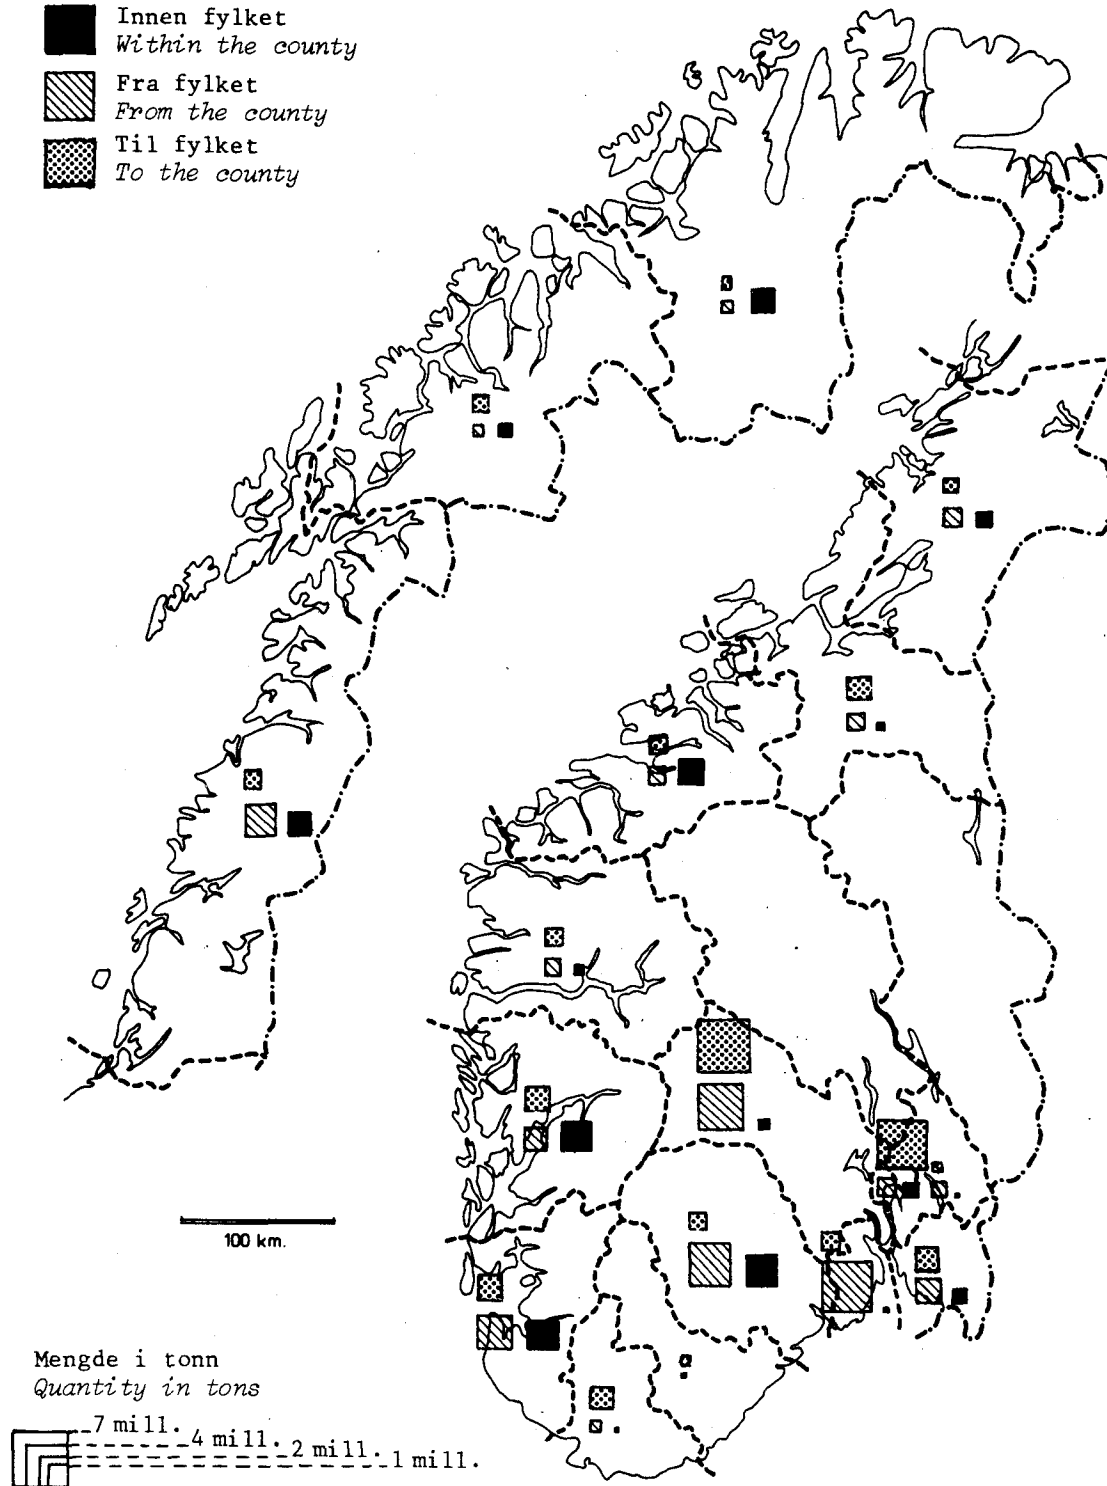 Innen fylket
Within the county
Fra fylket
From the county
Til fylket
To the county
100 km.
Mengde i tonn
Quantity in tons
7 mill.
4 mill.
2 mill.
1 mill.